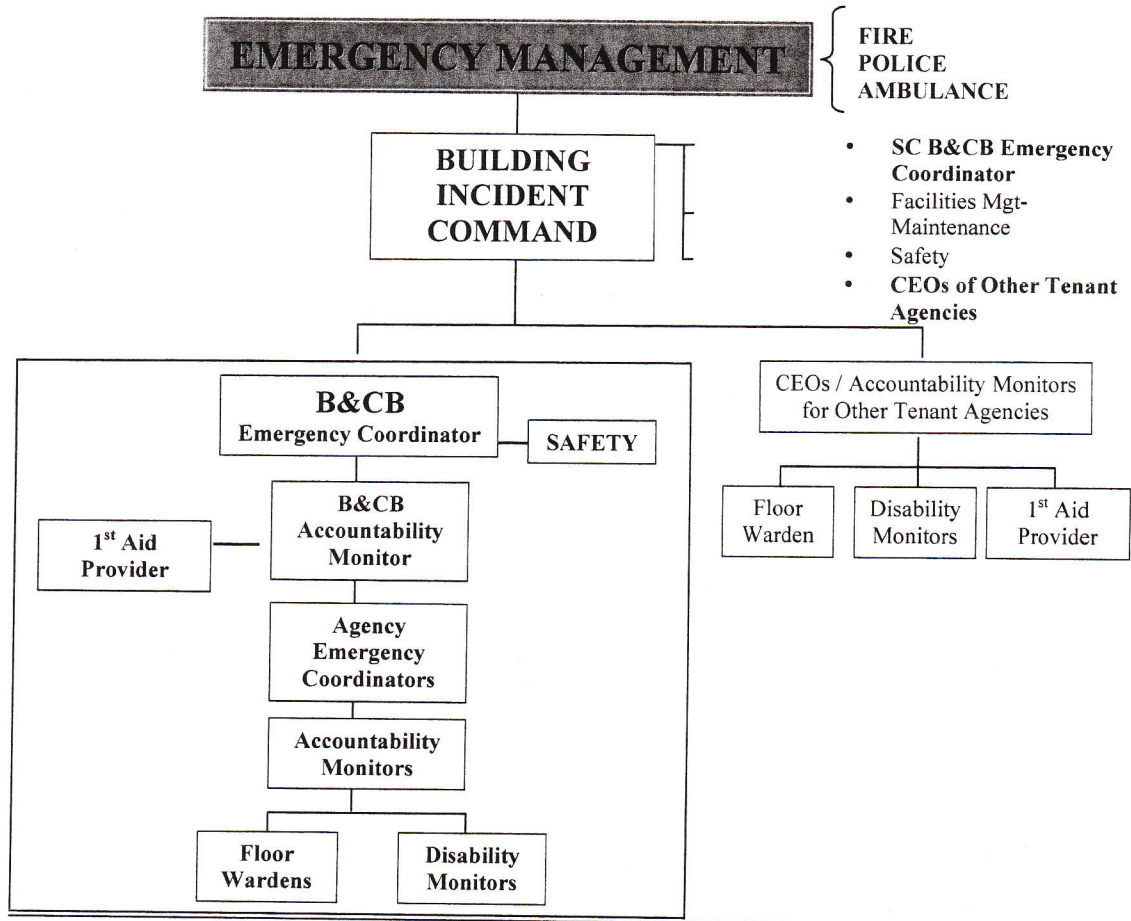 EMERGENCY MANAGEMENT
FIRE
POLICE
AMBULANCE
BUILDING
INCIDENT
COMMAND
• SC B&CB Emergency
Coordinator
• Facilities Mgt-
Maintenance
• Safety
• CEOs of Other Tenant
Agencies
B&CB
Emergency Coordinator
SAFETY
B&CB
Accountability
Monitor
1st Aid
Provider
Agency
Emergency
Coordinators
Accountability
Monitors
Floor
Wardens
Disability
Monitors
CEOs / Accountability Monitors
for Other Tenant Agencies
Floor
Warden
Disability
Monitors
1st Aid
Provider